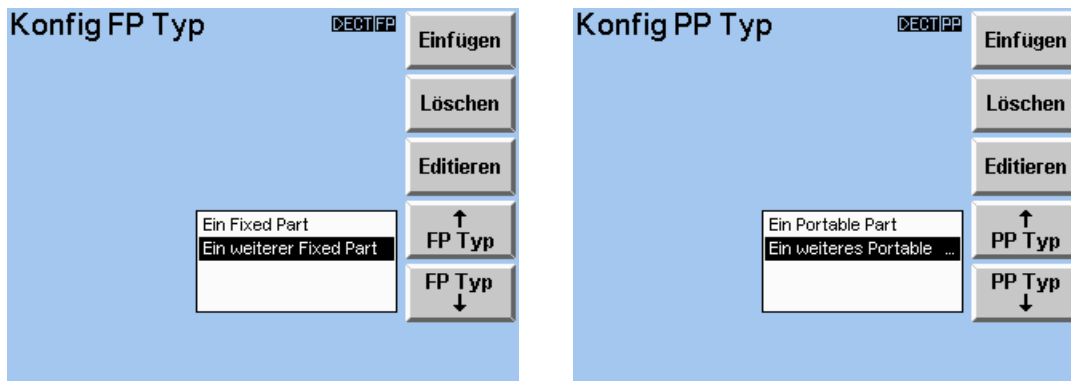 Konfig FP Typ
DECT FP
Einfügen
Löschen
Editieren
Ein Fixed Part
Ein weiterer Fixed Part
↑
FP Typ
FP Typ
↓
Konfig PP Typ
DECT PP
Einfügen
Löschen
Editieren
Ein Portable Part
Ein weiteres Portable ...
↑
PP Typ
PP Typ
↓